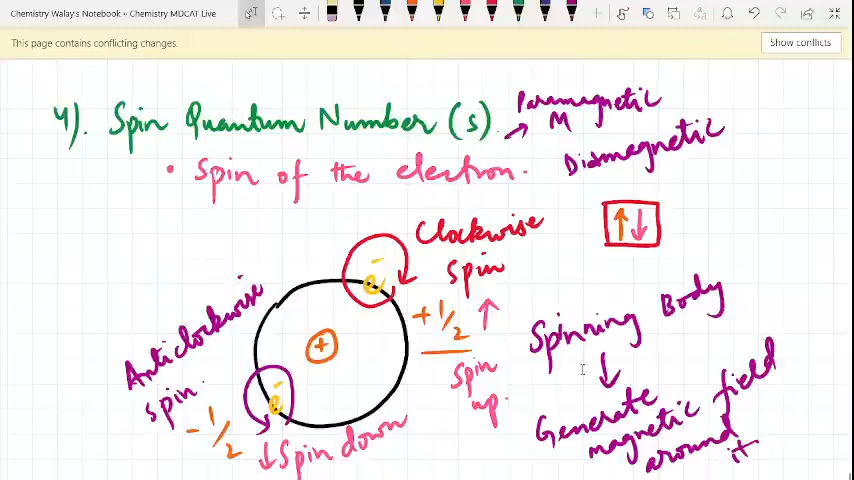 Chemistry Walay's Notebook » Chemistry MDCAT Live
This page contains conflicting changes.
Show conflicts
4). Spin Quantum Number (s).
→ Paramagnetic
M
Diamagnetic
• Spin of the electron.
↑↓
Clockwise
spin
e⁻
+1/2 ↑
Spin
up.
+
Anticlockwise
spin.
e⁻
-1/2
↓ Spin down
Spinning Body
↓
Generate
magnetic field
around it